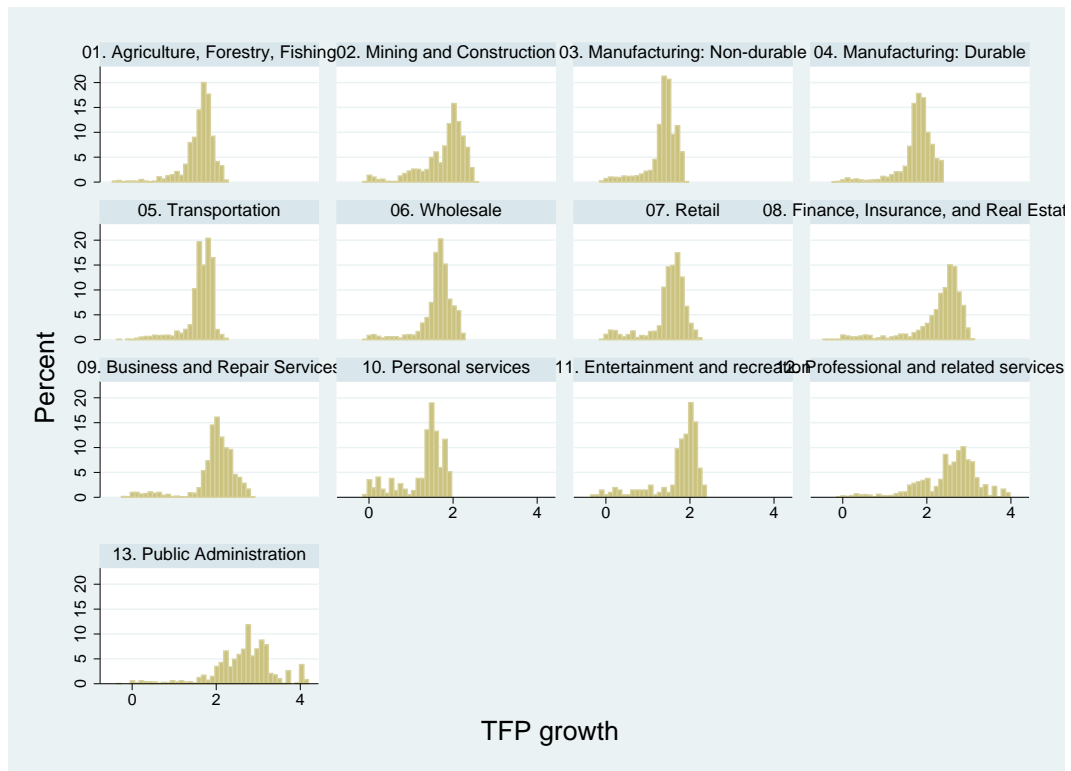 01. Agriculture, Forestry, Fishing 02. Mining and Construction 03. Manufacturing: Non-durable 04. Manufacturing: Durable
20
15
10
5
0
05. Transportation 06. Wholesale 07. Retail 08. Finance, Insurance, and Real Estat
20
15
10
5
0
Percent
09. Business and Repair Services 10. Personal services 11. Entertainment and recreation 12. Professional and related services
20
15
10
5
0
0 2 4 0 2 4 0 2 4
13. Public Administration
20
15
10
5
0
0 2 4
TFP growth